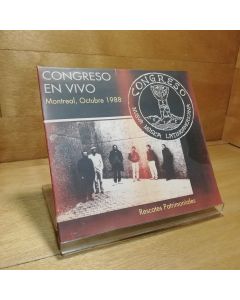 CONGRESO
EN VIVO
Montreal, Octubre 1988
CONGRESO
NUEVA MUSICA LATINOAMERICANA
Rescates Patrimoniales